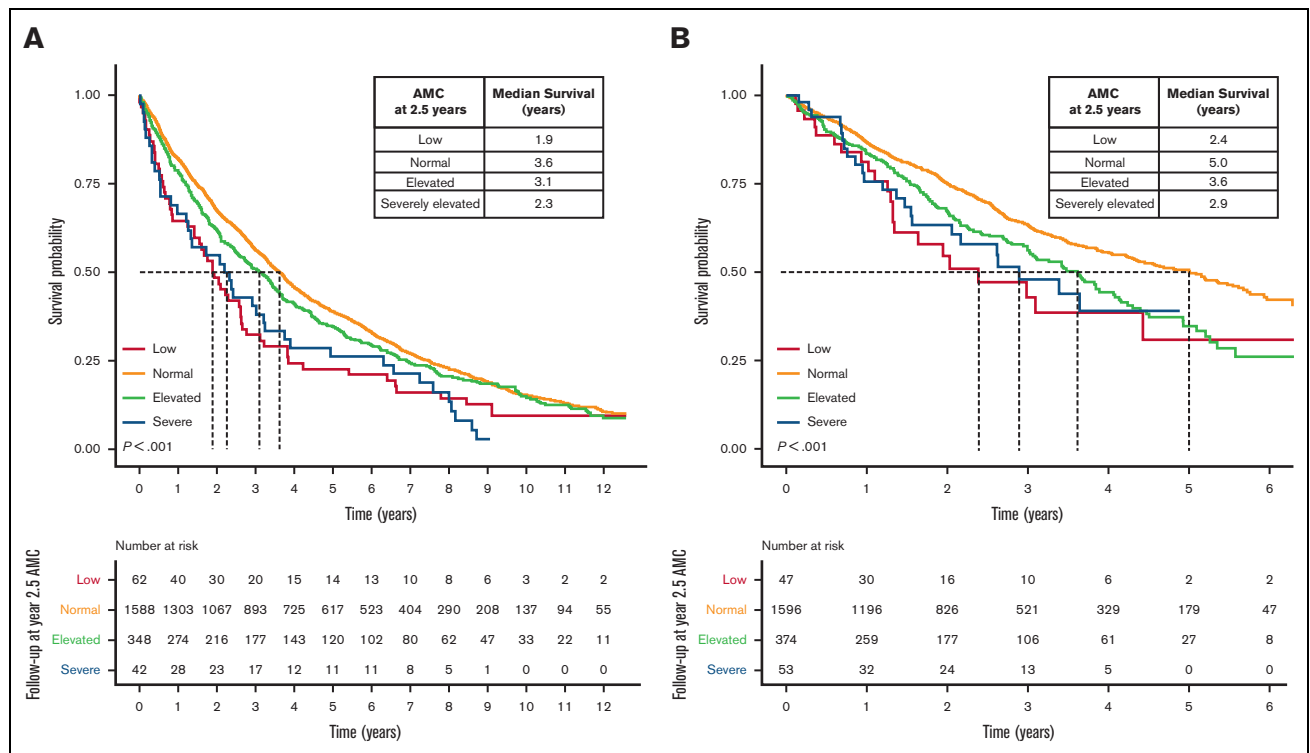 A
AMC
at 2.5 years
Median Survival
(years)
Low
1.9
Normal
3.6
Elevated
3.1
Severely elevated
2.3
Survival probability
1.00
0.75
0.50
0.25
0.00
Low
Normal
Elevated
Severe
P < .001
0 1 2 3 4 5 6 7 8 9 10 11 12
Time (years)
Follow-up at year 2.5 AMC
Number at risk
Low 62 40 30 20 15 14 13 10 8 6 3 2 2
Normal 1588 1303 1067 893 725 617 523 404 290 208 137 94 55
Elevated 348 274 216 177 143 120 102 80 62 47 33 22 11
Severe 42 28 23 17 12 11 11 8 5 1 0 0 0
0 1 2 3 4 5 6 7 8 9 10 11 12
Time (years)
B
AMC
at 2.5 years
Median Survival
(years)
Low
2.4
Normal
5.0
Elevated
3.6
Severely elevated
2.9
Survival probability
1.00
0.75
0.50
0.25
0.00
Low
Normal
Elevated
Severe
P < .001
0 1 2 3 4 5 6
Time (years)
Follow-up at year 2.5 AMC
Number at risk
Low 47 30 16 10 6 2 2
Normal 1596 1196 826 521 329 179 47
Elevated 374 259 177 106 61 27 8
Severe 53 32 24 13 5 0 0
0 1 2 3 4 5 6
Time (years)